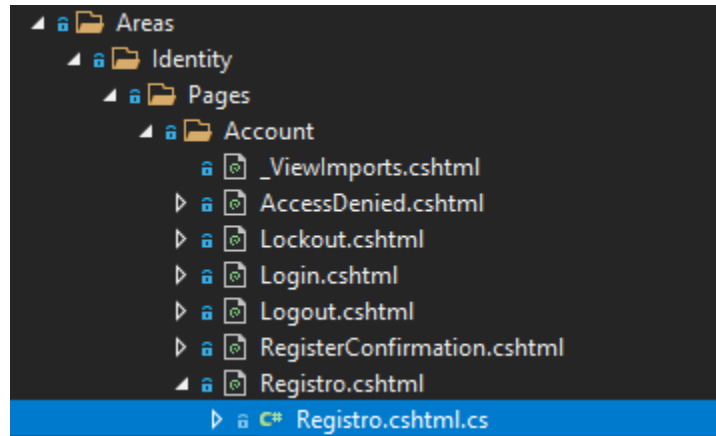 Areas
Identity
Pages
Account
_ViewImports.cshtml
AccessDenied.cshtml
Lockout.cshtml
Login.cshtml
Logout.cshtml
RegisterConfirmation.cshtml
Registro.cshtml
C# Registro.cshtml.cs